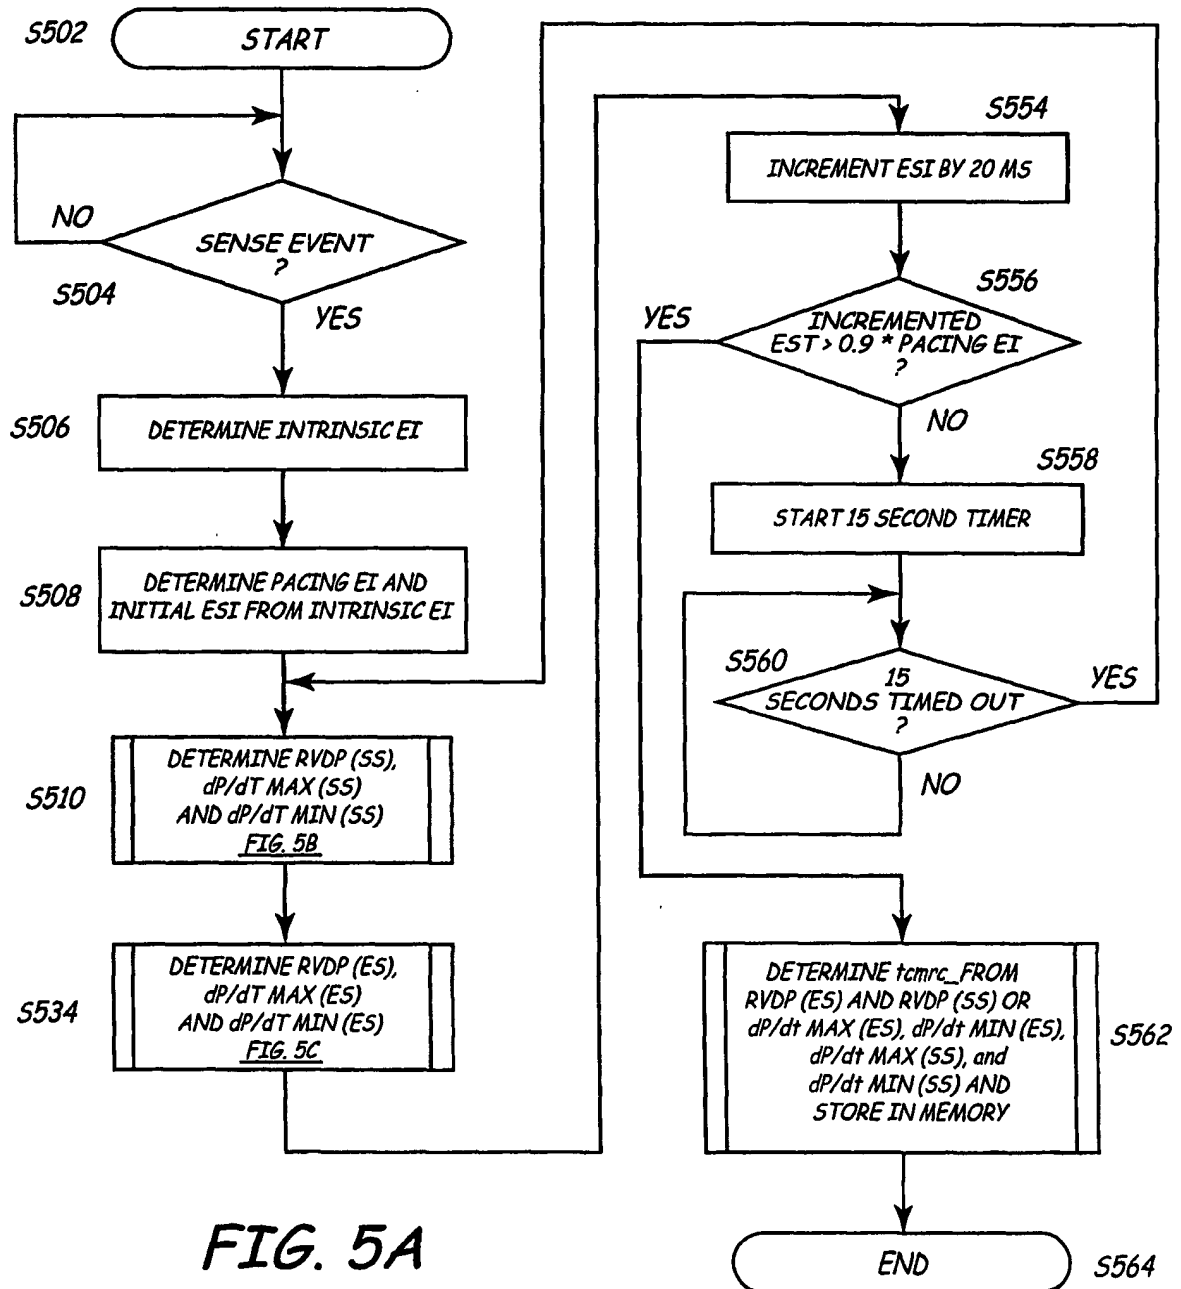 S502
START
NO
SENSE EVENT
?
S504
YES
S506
DETERMINE INTRINSIC EI
S508
DETERMINE PACING EI AND
INITIAL ESI FROM INTRINSIC EI
S510
DETERMINE RVDP (SS),
dP/dT MAX (SS)
AND dP/dT MIN (SS)
FIG. 5B
S534
DETERMINE RVDP (ES),
dP/dT MAX (ES)
AND dP/dT MIN (ES)
FIG. 5C
S554
INCREMENT ESI BY 20 MS
S556
YES
INCREMENTED
EST > 0.9 * PACING EI
?
NO
S558
START 15 SECOND TIMER
S560
15
SECONDS TIMED OUT
?
YES
NO
DETERMINE tcmrc_FROM
RVDP (ES) AND RVDP (SS) OR
dP/dt MAX (ES), dP/dt MIN (ES),
dP/dt MAX (SS), and
dP/dt MIN (SS) AND
STORE IN MEMORY
S562
END
S564
FIG. 5A